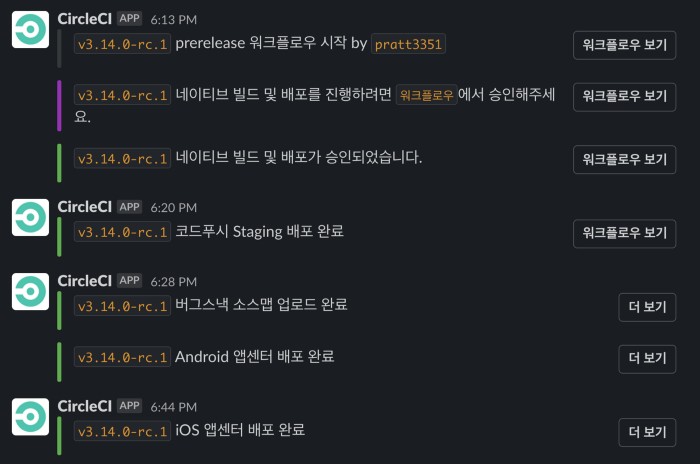 CircleCI APP 6:13 PM
v3.14.0-rc.1 prerelease 워크플로우 시작 by pratt3351 워크플로우 보기
v3.14.0-rc.1 네이티브 빌드 및 배포를 진행하려면 워크플로우에서 승인해주세 워크플로우 보기
요.
v3.14.0-rc.1 네이티브 빌드 및 배포가 승인되었습니다. 워크플로우 보기
CircleCI APP 6:20 PM
v3.14.0-rc.1 코드푸시 Staging 배포 완료 워크플로우 보기
CircleCI APP 6:28 PM
v3.14.0-rc.1 버그스낵 소스맵 업로드 완료 더 보기
v3.14.0-rc.1 Android 앱센터 배포 완료 더 보기
CircleCI APP 6:44 PM
v3.14.0-rc.1 iOS 앱센터 배포 완료 더 보기